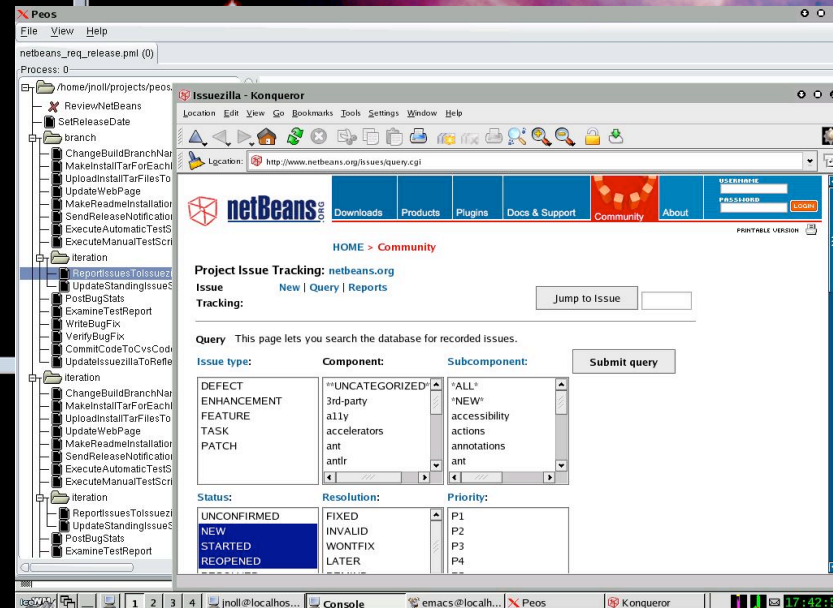 Peos
File View Help
netbeans_req_release.pml (0)
Process: 0
/home/jnoll/projects/peos.
ReviewNetBeans
SetReleaseDate
branch
ChangeBuildBranchNar
MakeInstallTarForEachI
UploadInstallTarFilesTo
UpdateWebPage
MakeReadmeInstallation
SendReleaseNotification
ExecuteAutomaticTestS
ExecuteManualTestScri
iteration
ReportIssuesToIssuezi
UpdateStandingIssueS
PostBugStats
ExamineTestReport
WriteBugFix
VerifyBugFix
CommitCodeToCvsCode
UpdateIssuezillaToRefle
iteration
ChangeBuildBranchNar
MakeInstallTarForEachI
UploadInstallTarFilesTo
UpdateWebPage
MakeReadmeInstallation
SendReleaseNotification
ExecuteAutomaticTestS
ExecuteManualTestScri
iteration
ReportIssuesToIssuezi
UpdateStandingIssueS
PostBugStats
ExamineTestReport
Issuezilla - Konqueror
Location Edit View Go Bookmarks Tools Settings Window Help
Location: http://www.netbeans.org/issues/query.cgi
netBeans.ORG Downloads Products Plugins Docs & Support Community About
USERNAME
PASSWORD LOGIN
PRINTABLE VERSION
HOME > Community
Project Issue Tracking: netbeans.org
Issue Tracking: New | Query | Reports
Jump to Issue
Query This page lets you search the database for recorded issues.
Issue type: Component: Subcomponent: Submit query
DEFECT **UNCATEGORIZED* *ALL*
ENHANCEMENT 3rd-party *NEW*
FEATURE a11y accessibility
TASK accelerators actions
PATCH ant annotations
antlr ant
Status: Resolution: Priority:
UNCONFIRMED FIXED P1
NEW INVALID P2
STARTED WONTFIX P3
REOPENED LATER P4
1 2 3 4 jnoll@localhos... Console emacs@localh... Peos Konqueror 17:42:5